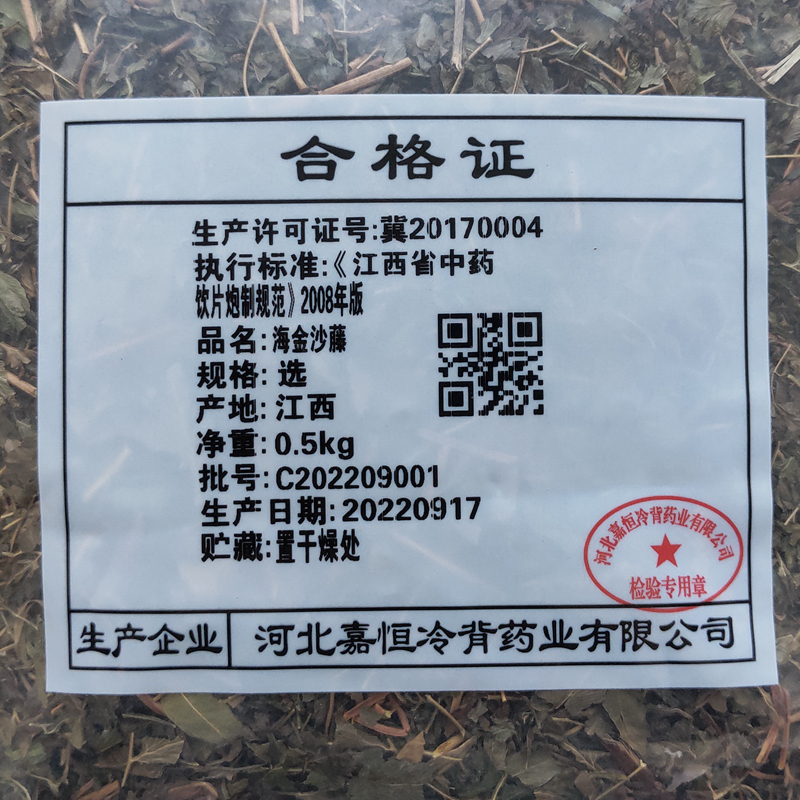 合格证
生产许可证号:冀20170004
执行标准:《江西省中药
饮片炮制规范》2008年版
品名:海金沙藤
规格:选
产地:江西
净重:0.5kg
批号:C202209001
生产日期:20220917
贮藏:置干燥处
河北嘉恒冷背药业有限公司
检验专用章
生产企业 河北嘉恒冷背药业有限公司